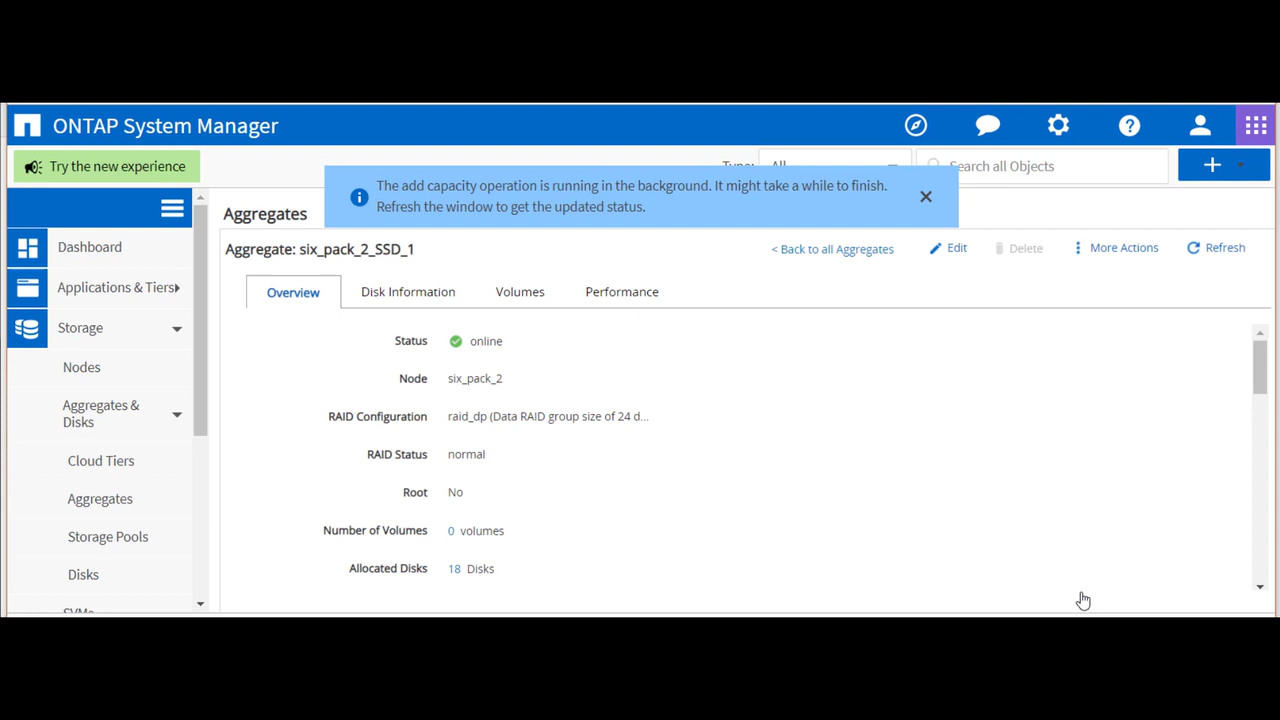 ONTAP System Manager
Try the new experience
Type: All
Search all Objects
The add capacity operation is running in the background. It might take a while to finish.
Refresh the window to get the updated status.
Aggregates
Aggregate: six_pack_2_SSD_1
< Back to all Aggregates
Edit
Delete
More Actions
Refresh
Dashboard
Applications & Tiers
Storage
Nodes
Aggregates &
Disks
Cloud Tiers
Aggregates
Storage Pools
Disks
SVMs
Overview
Disk Information
Volumes
Performance
Status online
Node six_pack_2
RAID Configuration raid_dp (Data RAID group size of 24 d...
RAID Status normal
Root No
Number of Volumes 0 volumes
Allocated Disks 18 Disks